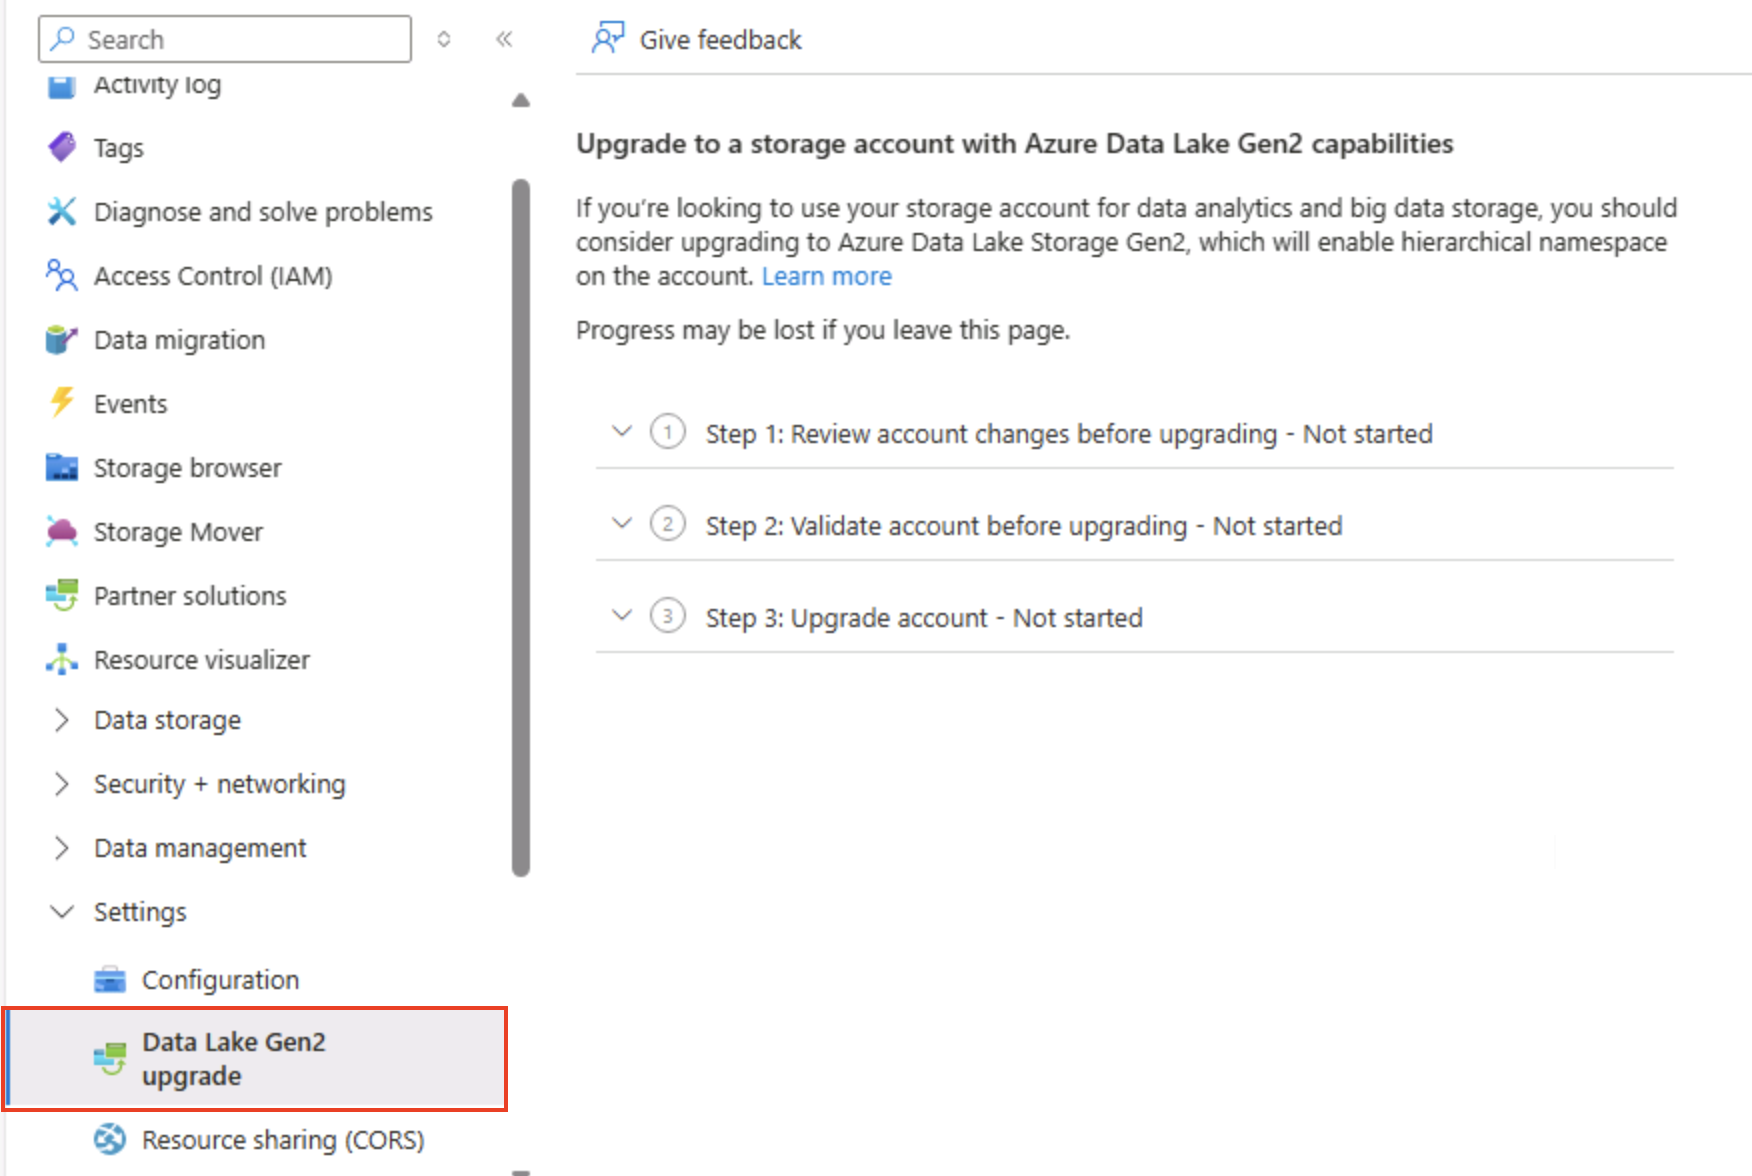 Search
Give feedback
Activity log
Tags
Diagnose and solve problems
Access Control (IAM)
Data migration
Events
Storage browser
Storage Mover
Partner solutions
Resource visualizer
Data storage
Security + networking
Data management
Settings
Configuration
Data Lake Gen2
upgrade
Resource sharing (CORS)
Upgrade to a storage account with Azure Data Lake Gen2 capabilities
If you’re looking to use your storage account for data analytics and big data storage, you should
consider upgrading to Azure Data Lake Storage Gen2, which will enable hierarchical namespace
on the account. Learn more
Progress may be lost if you leave this page.
1 Step 1: Review account changes before upgrading - Not started
2 Step 2: Validate account before upgrading - Not started
3 Step 3: Upgrade account - Not started